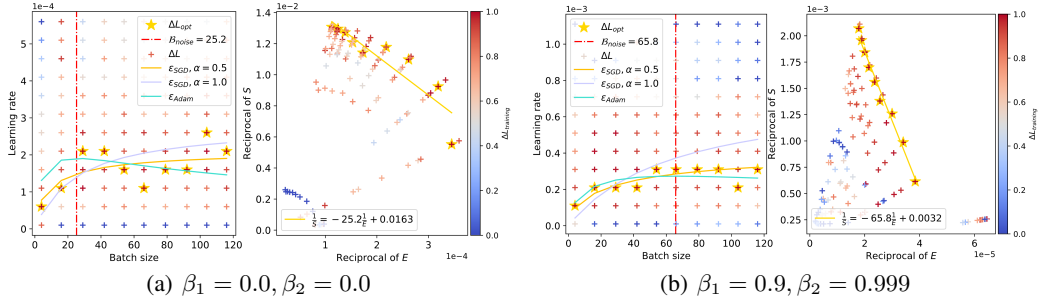 1e−4
Learning rate
5
4
3
2
1
0
ΔL_opt
B_noise = 25.2
ΔL
ε_SGD, α = 0.5
ε_SGD, α = 1.0
ε_Adam
0 20 40 60 80 100 120
Batch size
1e−2
Reciprocal of S
1.4
1.2
1.0
0.8
0.6
0.4
0.2
0.0
1/S = −25.2 1/E + 0.0163
1 2 3
1e−4
Reciprocal of E
1.0
0.8
0.6
0.4
0.2
0.0
ΔL_training
(a) β₁ = 0.0, β₂ = 0.0
1e−3
Learning rate
1.0
0.8
0.6
0.4
0.2
0.0
ΔL_opt
B_noise = 65.8
ΔL
ε_SGD, α = 0.5
ε_SGD, α = 1.0
ε_Adam
0 20 40 60 80 100 120
Batch size
1e−3
Reciprocal of S
2.00
1.75
1.50
1.25
1.00
0.75
0.50
0.25
1/S = −65.8 1/E + 0.0032
0 1 2 3 4 5 6
1e−5
Reciprocal of E
1.0
0.8
0.6
0.4
0.2
0.0
ΔL_training
(b) β₁ = 0.9, β₂ = 0.999